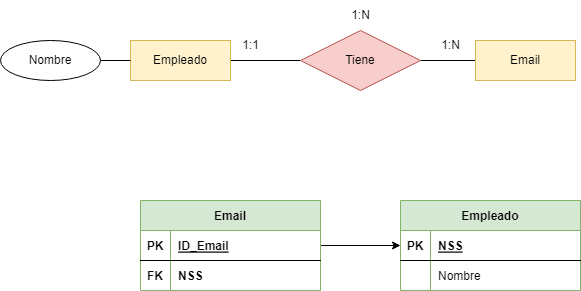 1:N
Nombre
Empleado
1:1
Tiene
1:N
Email
Email
PK ID_Email
FK NSS
Empleado
PK NSS
Nombre